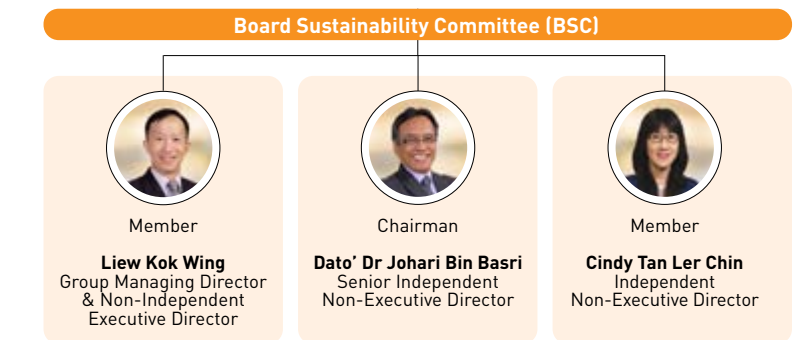 Board Sustainability Committee (BSC)
Member
Liew Kok Wing
Group Managing Director
& Non-Independent
Executive Director
Chairman
Dato’ Dr Johari Bin Basri
Senior Independent
Non-Executive Director
Member
Cindy Tan Ler Chin
Independent
Non-Executive Director